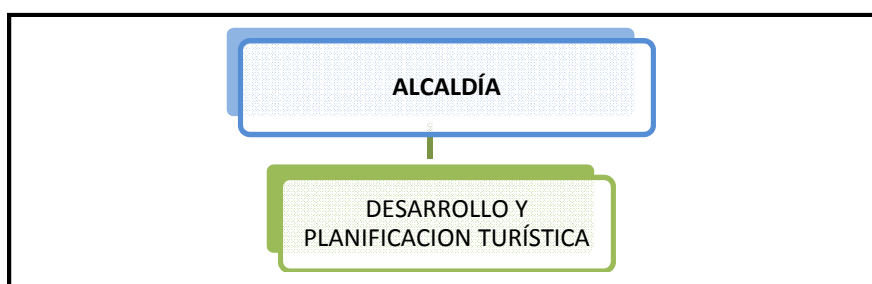 ALCALDÍA
DESARROLLO Y
PLANIFICACION TURÍSTICA